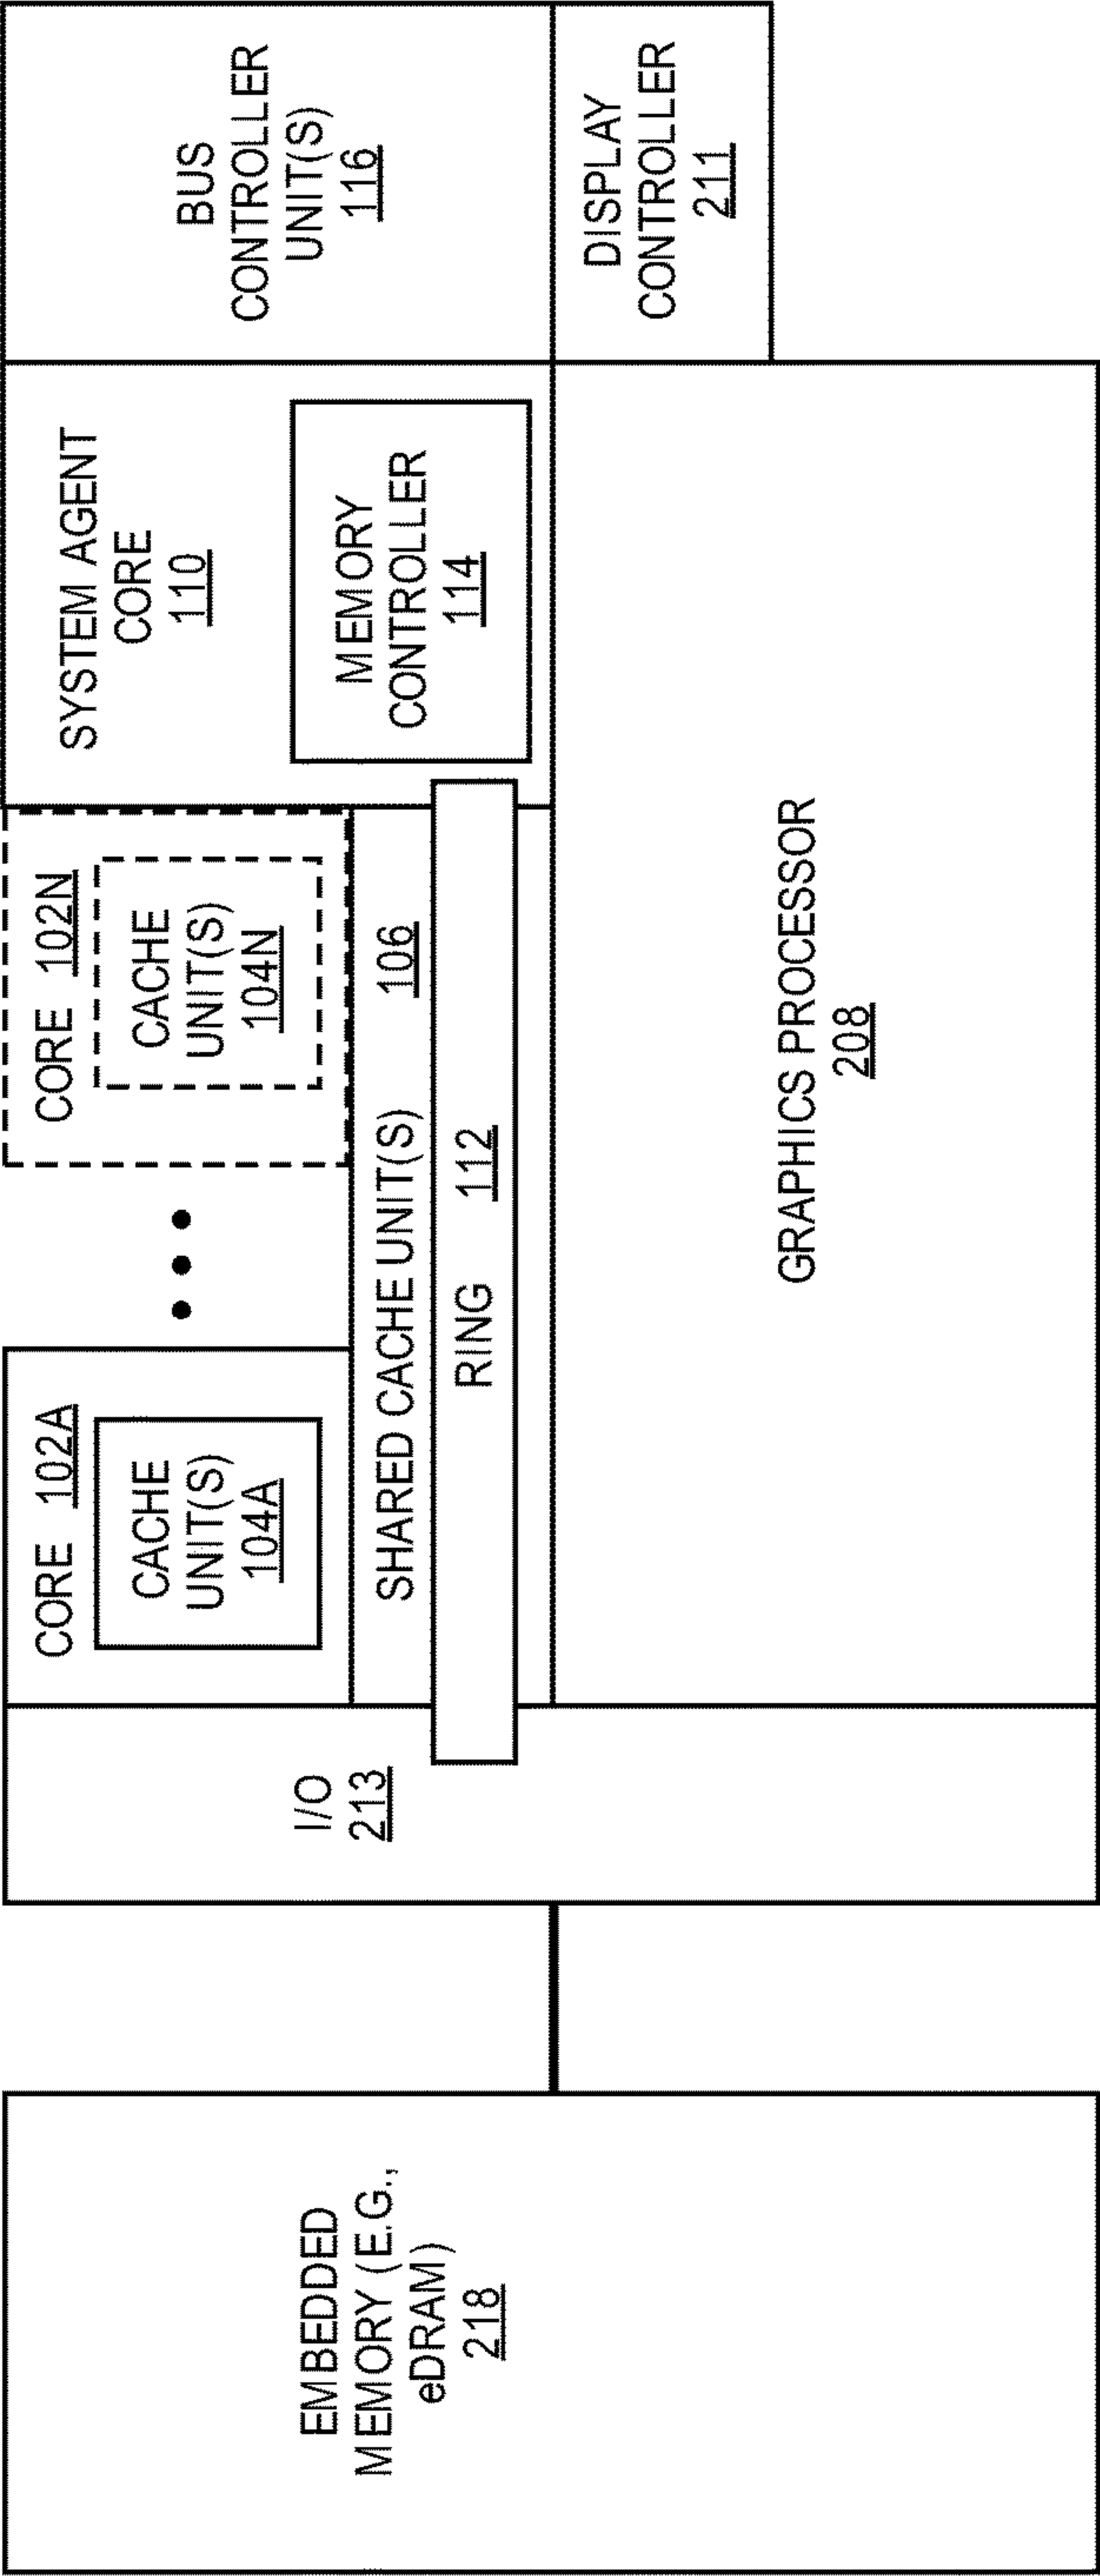 EMBEDDED
MEMORY (E.G.,
eDRAM)
218
I/O
213
CORE 102A
CACHE
UNIT(S)
104A
CORE 102N
CACHE
UNIT(S)
104N
SHARED CACHE UNIT(S) 106
RING 112
SYSTEM AGENT
CORE
110
MEMORY
CONTROLLER
114
BUS
CONTROLLER
UNIT(S)
116
GRAPHICS PROCESSOR
208
DISPLAY
CONTROLLER
211